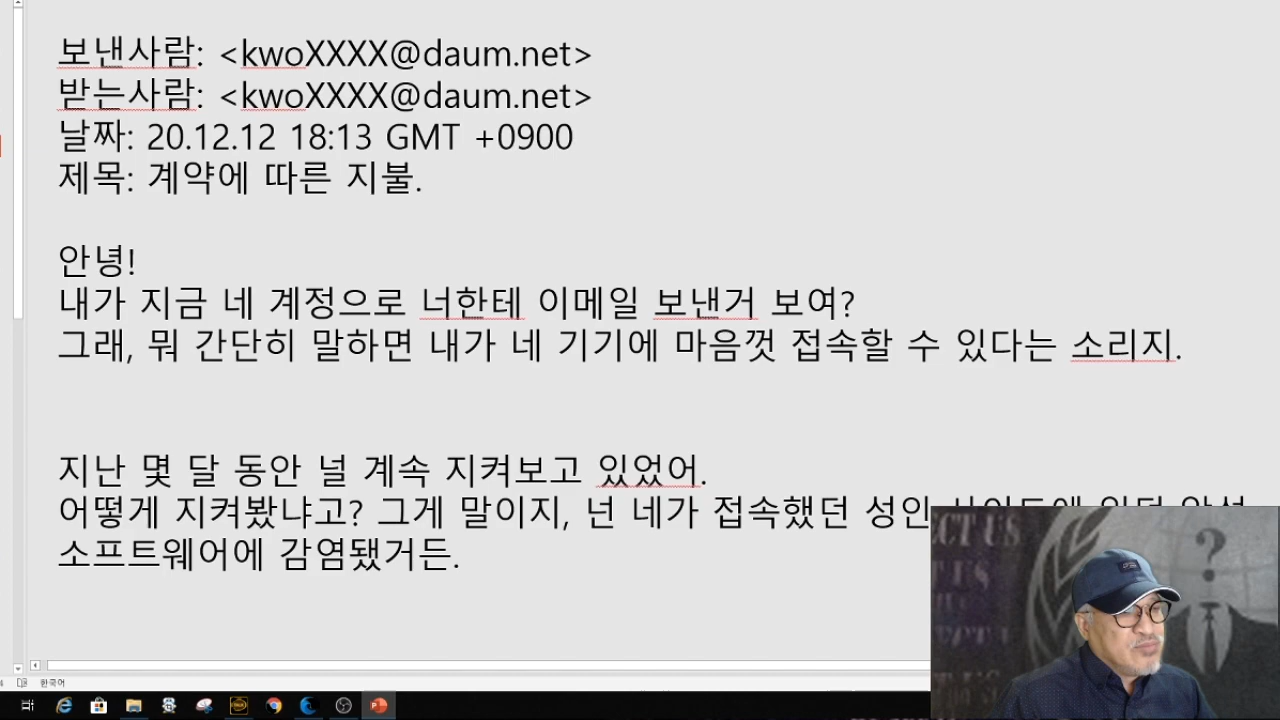 보낸사람: <kwoXXXX@daum.net>
받는사람: <kwoXXXX@daum.net>
날짜: 20.12.12 18:13 GMT +0900
제목: 계약에 따른 지불.
안녕!
내가 지금 네 계정으로 너한테 이메일 보낸거 보여?
그래, 뭐 간단히 말하면 내가 네 기기에 마음껏 접속할 수 있다는 소리지.
지난 몇 달 동안 널 계속 지켜보고 있었어.
어떻게 지켜봤냐고? 그게 말이지, 넌 네가 접속했던 성인
소프트웨어에 감염됐거든.
한국어